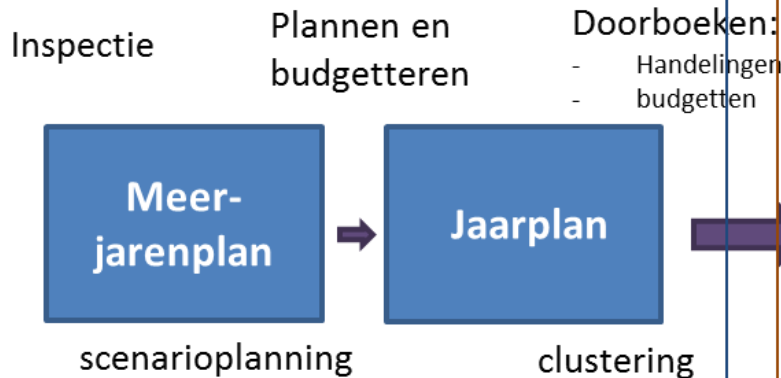 Inspectie
Plannen en
budgetteren
Doorboeken:
- Handelingen
- budgetten
Meer-
jarenplan
Jaarplan
scenarioplanning
clustering